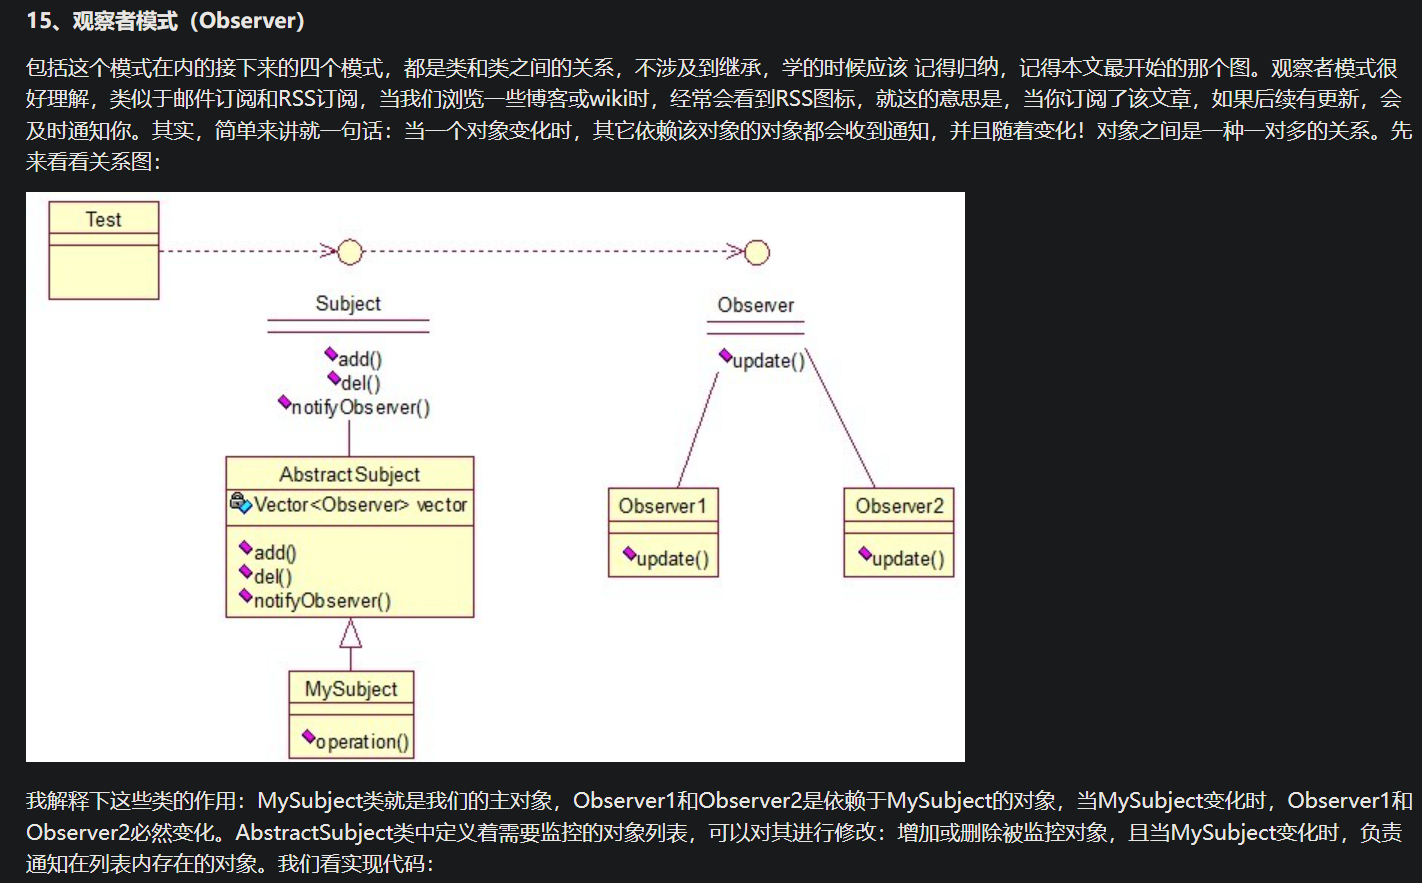 15、观察者模式（Observer）
包括这个模式在内的接下来的四个模式，都是类和类之间的关系，不涉及到继承，学的时候应该 记得归纳，记得本文最开始的那个图。观察者模式很
好理解，类似于邮件订阅和RSS订阅，当我们浏览一些博客或wiki时，经常会看到RSS图标，就这的意思是，当你订阅了该文章，如果后续有更新，会
及时通知你。其实，简单来讲就一句话：当一个对象变化时，其它依赖该对象的对象都会收到通知，并且随着变化！对象之间是一种一对多的关系。先
来看看关系图：
Test
Subject
add()
del()
notifyObserver()
Observer
update()
AbstractSubject
Vector<Observer> vector
add()
del()
notifyObserver()
Observer1
update()
Observer2
update()
MySubject
operation()
我解释下这些类的作用：MySubject类就是我们的主对象，Observer1和Observer2是依赖于MySubject的对象，当MySubject变化时，Observer1和
Observer2必然变化。AbstractSubject类中定义着需要监控的对象列表，可以对其进行修改：增加或删除被监控对象，且当MySubject变化时，负责
通知在列表内存在的对象。我们看实现代码：